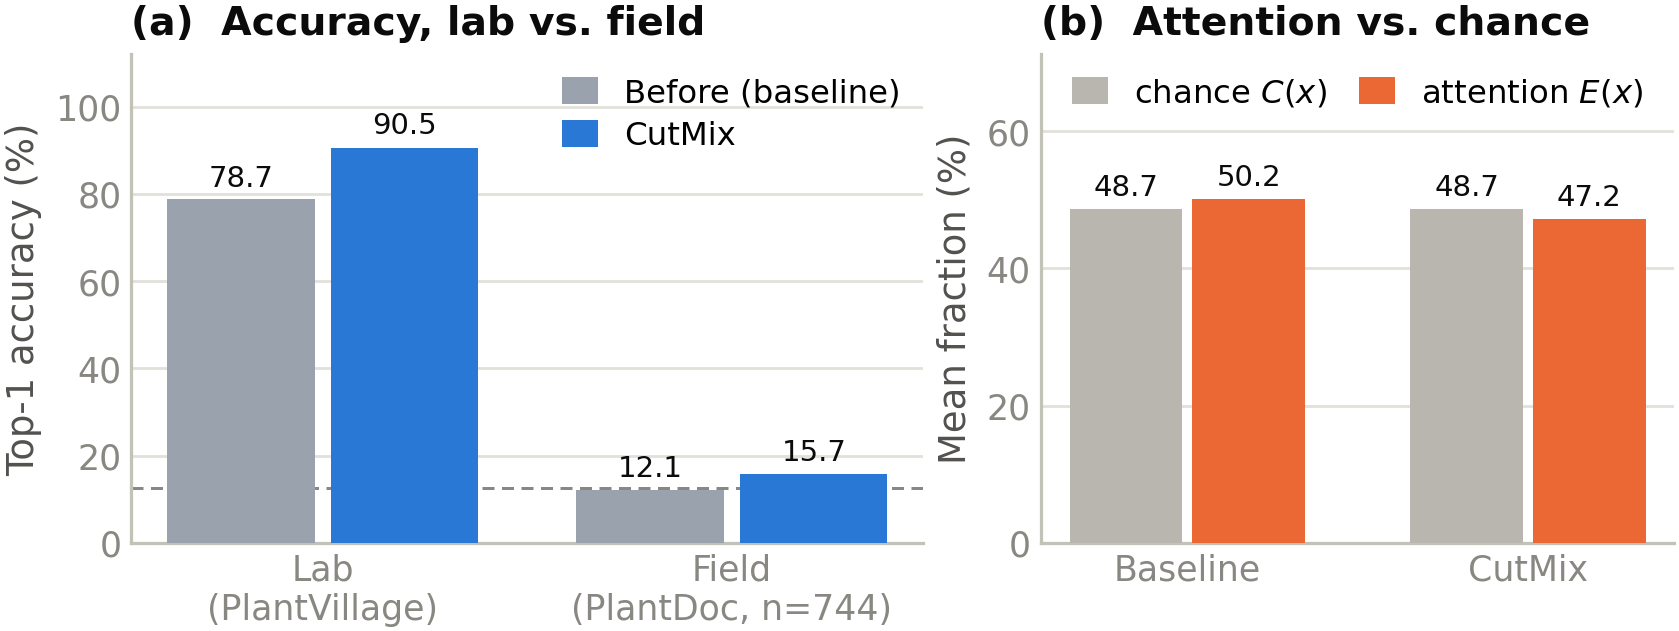 (a) Accuracy, lab vs. field
Top-1 accuracy (%)
100
80
60
40
20
0
Before (baseline)
CutMix
78.7
90.5
12.1
15.7
Lab
(PlantVillage)
Field
(PlantDoc, n=744)
(b) Attention vs. chance
Mean fraction (%)
60
40
20
0
chance C(x)
attention E(x)
48.7
50.2
48.7
47.2
Baseline
CutMix